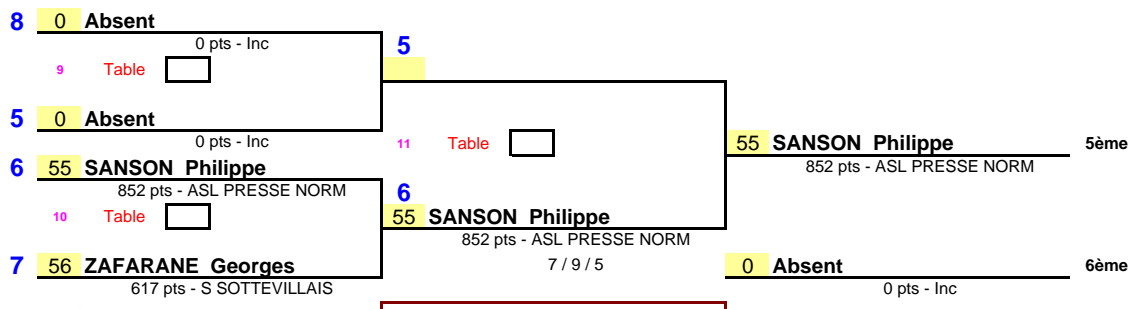 8 0 Absent
0 pts - Inc
5
9 Table
5 0 Absent
0 pts - Inc
11 Table
55 SANSON Philippe 5ème
852 pts - ASL PRESSE NORM
6 55 SANSON Philippe
852 pts - ASL PRESSE NORM
6
10 Table
55 SANSON Philippe
852 pts - ASL PRESSE NORM
7 / 9 / 5
7 56 ZAFARANE Georges
617 pts - S SOTTEVILLAIS
0 Absent 6ème
0 pts - Inc